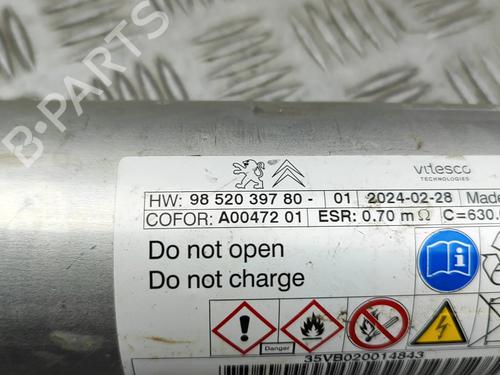 B-PARTS
vitesco
TECHNOLOGIES
HW: 98 520 397 80- 01 2024-02-28 Made
COFOR: A00472 01 ESR: 0.70 mΩ C=630.
Do not open
Do not charge
Danger
35VB020014843